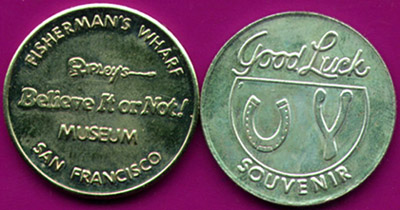 FISHERMAN'S WHARF
Ripley's
Believe It or Not!
MUSEUM
SAN FRANCISCO
Good Luck
SOUVENIR